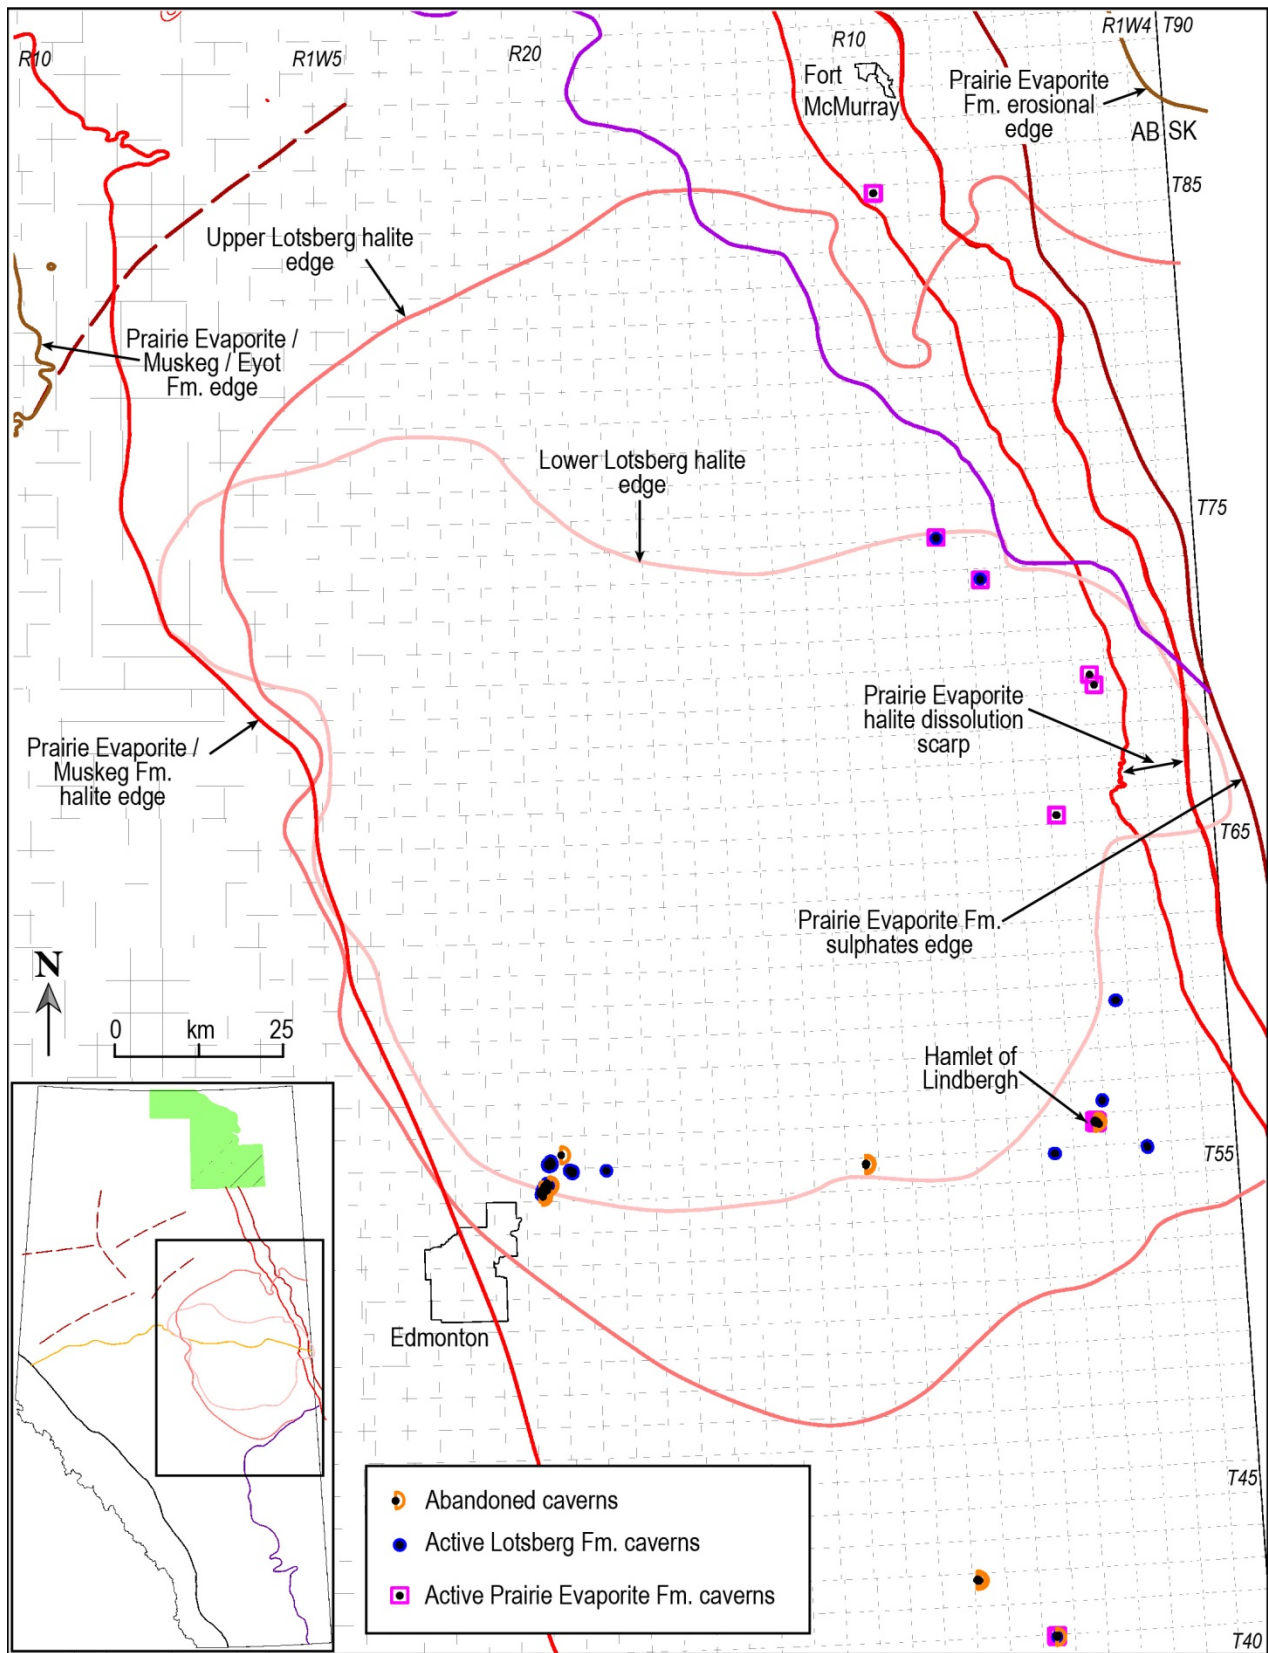 R10
R1W5
R20
R10
R1W4
T90
Fort
McMurray
Prairie Evaporite
Fm. erosional
edge
AB
SK
T85
Upper Lotsberg halite
edge
Prairie Evaporite /
Muskeg / Eyot
Fm. edge
Lower Lotsberg halite
edge
T75
Prairie Evaporite
halite dissolution
scarp
Prairie Evaporite /
Muskeg Fm.
halite edge
T65
Prairie Evaporite Fm.
sulphates edge
N
0 km 25
Hamlet of
Lindbergh
T55
Edmonton
T45
Abandoned caverns
Active Lotsberg Fm. caverns
Active Prairie Evaporite Fm. caverns
T40